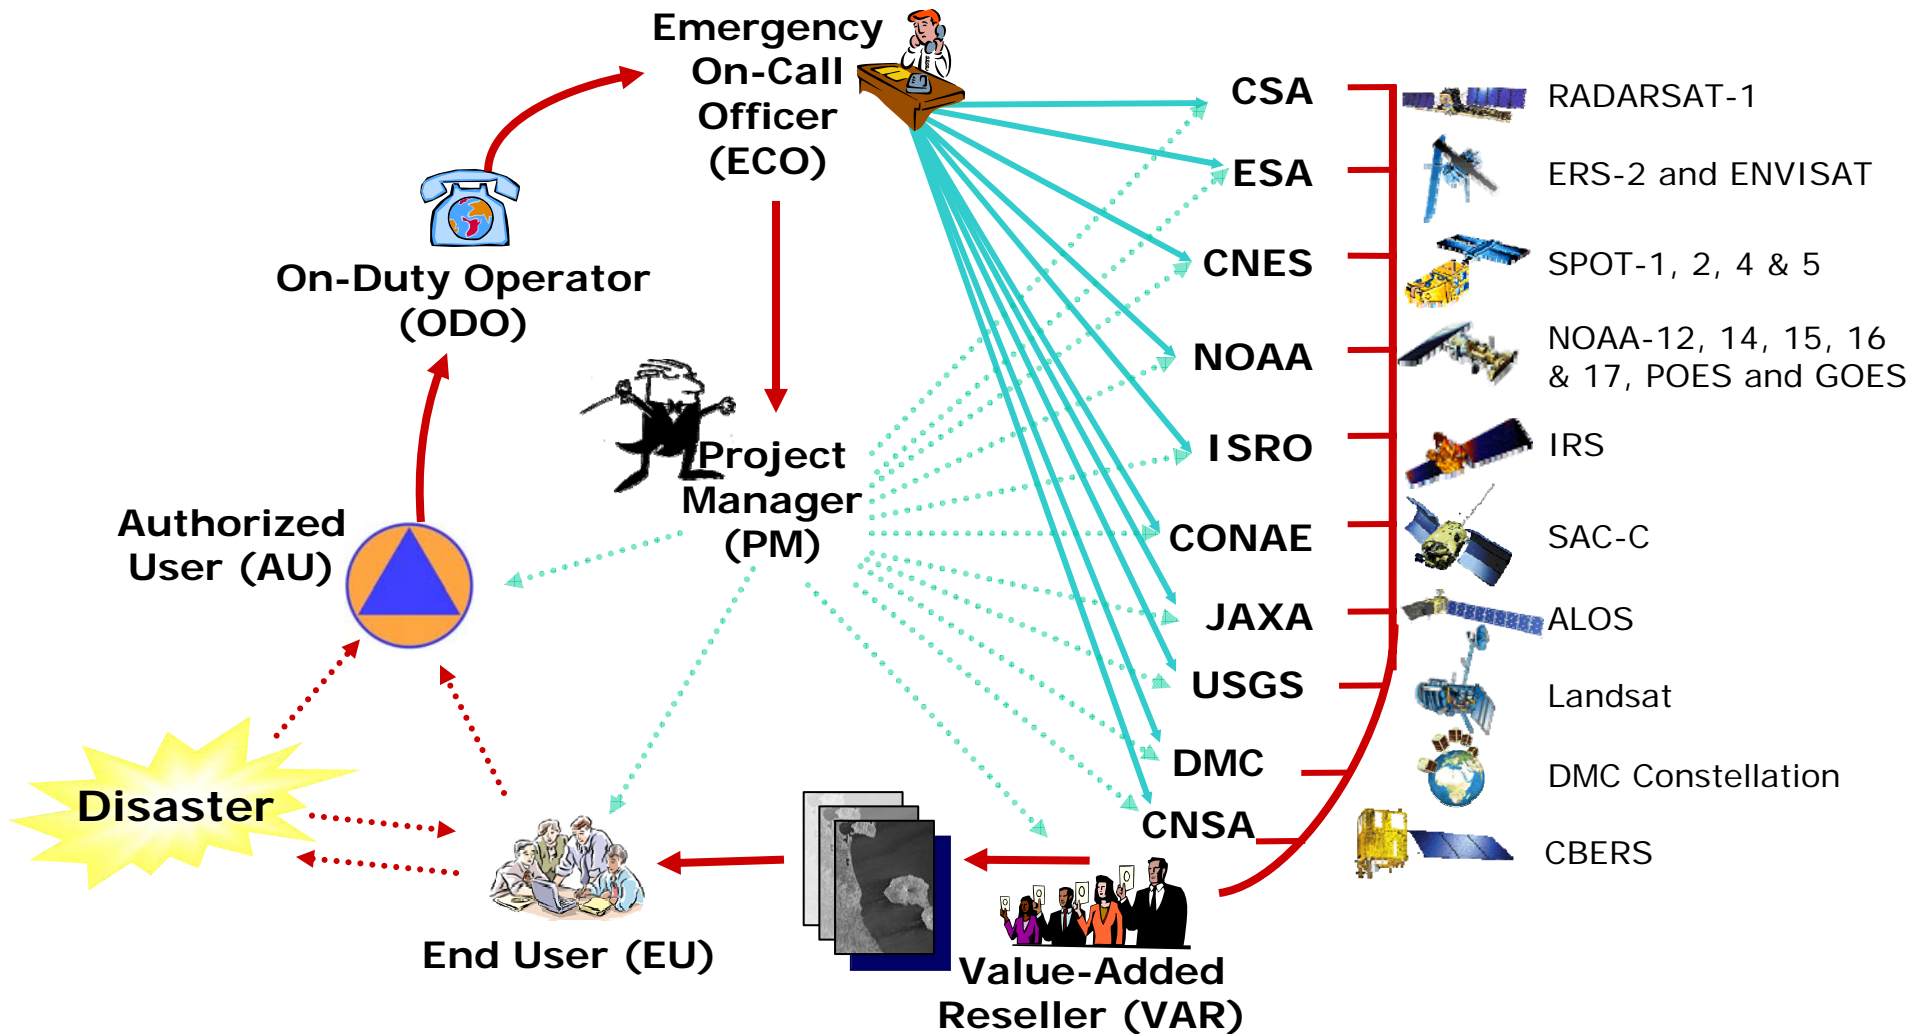 Emergency
On-Call
Officer
(ECO)
On-Duty Operator
(ODO)
Authorized
User (AU)
Project
Manager
(PM)
Disaster
End User (EU)
Value-Added
Reseller (VAR)
CSA
RADARSAT-1
ESA
ERS-2 and ENVISAT
CNES
SPOT-1, 2, 4 & 5
NOAA
NOAA-12, 14, 15, 16
& 17, POES and GOES
ISRO
IRS
CONAE
SAC-C
JAXA
ALOS
USGS
Landsat
DMC
DMC Constellation
CNSA
CBERS